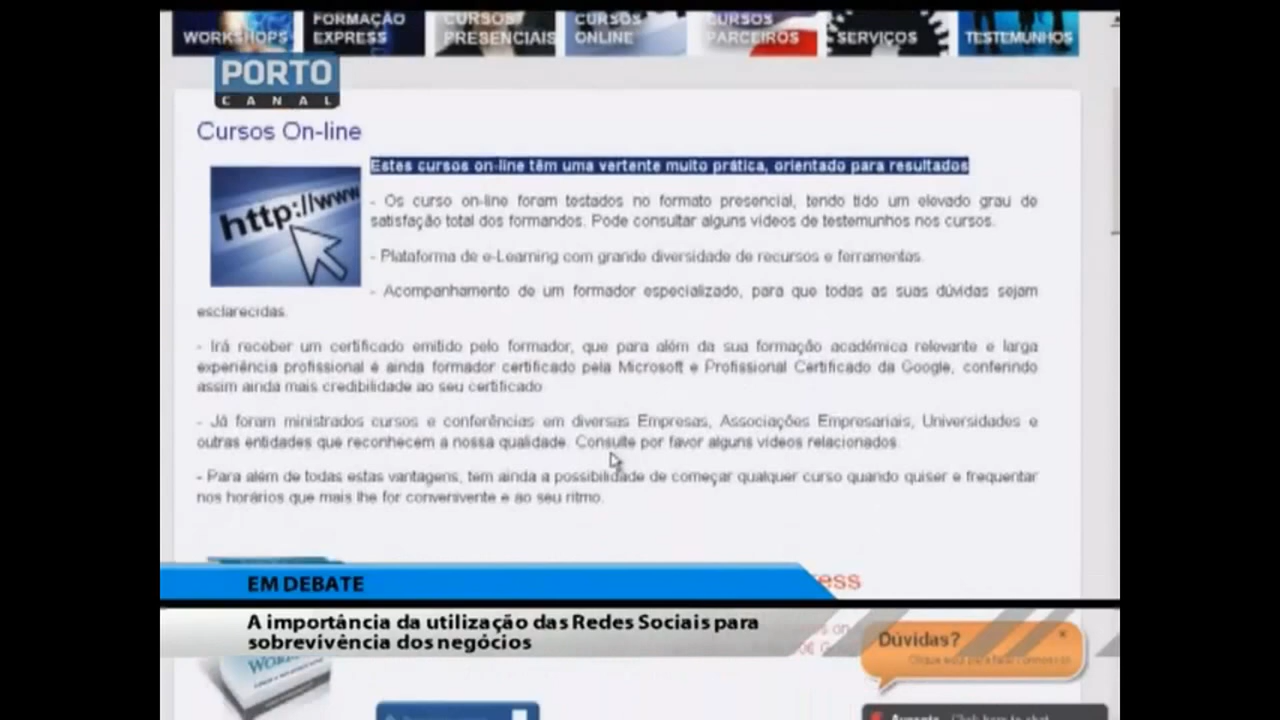 WORKSHOPS
FORMAÇÃO
EXPRESS
CURSOS
PRESENCIAIS
CURSOS
ONLINE
CURSOS
PARCEIROS
SERVIÇOS
TESTEMUNHOS
PORTO
CANAL
Cursos On-line
http://www
Estes cursos on-line têm uma vertente muito prática, orientado para resultados
- Os curso on-line foram testados no formato presencial, tendo tido um elevado grau de
satisfação total dos formandos. Pode consultar alguns vídeos de testemunhos nos cursos.
- Plataforma de e-Learning com grande diversidade de recursos e ferramentas.
- Acompanhamento de um formador especializado, para que todas as suas dúvidas sejam
esclarecidas.
- Irá receber um certificado emitido pelo formador, que para além da sua formação académica relevante e larga
experiência profissional é ainda formador certificado pela Microsoft e Profissional Certificado da Google, conferindo
assim ainda mais credibilidade ao seu certificado
- Já foram ministrados cursos e conferências em diversas Empresas, Associações Empresariais, Universidades e
outras entidades que reconhecem a nossa qualidade. Consulte por favor alguns vídeos relacionados.
- Para além de todas estas vantagens, tem ainda a possibilidade de começar qualquer curso quando quiser e frequentar
nos horários que mais lhe for convenivente e ao seu ritmo.
ess
EM DEBATE
A importância da utilização das Redes Sociais para
sobrevivência dos negócios
Dúvidas?
Click here to chat